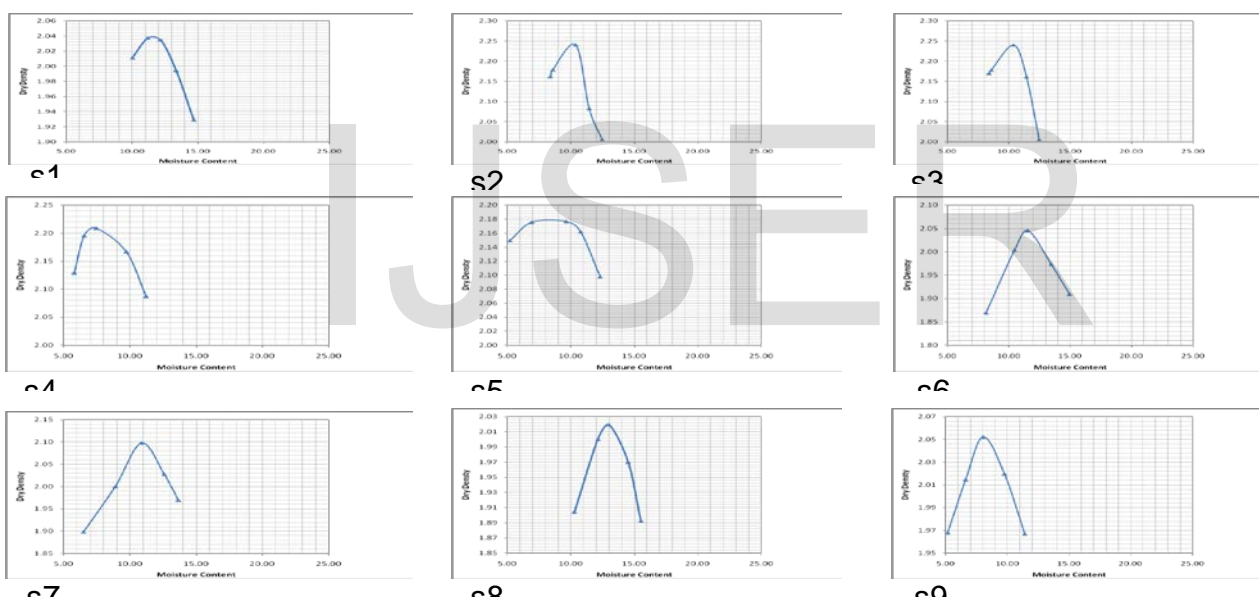 2.06
2.04
2.02
2.00
1.98
1.96
1.94
1.92
1.90
Dry Density
5.00 10.00 15.00 20.00 25.00
Moisture Content
s1
2.30
2.25
2.20
2.15
2.10
2.05
2.00
Dry Density
5.00 10.00 15.00 20.00 25.00
Moisture Content
s2
2.30
2.25
2.20
2.15
2.10
2.05
2.00
Dry Density
5.00 10.00 15.00 20.00 25.00
Moisture Content
s3
2.25
2.20
2.15
2.10
2.05
2.00
Dry Density
5.00 10.00 15.00 20.00 25.00
Moisture Content
s4
2.20
2.18
2.16
2.14
2.12
2.10
2.08
2.06
2.04
2.02
2.00
Dry Density
5.00 10.00 15.00 20.00 25.00
Moisture Content
s5
2.10
2.05
2.00
1.95
1.90
1.85
1.80
Dry Density
5.00 10.00 15.00 20.00 25.00
Moisture Content
s6
2.15
2.10
2.05
2.00
1.95
1.90
1.85
Dry Density
5.00 10.00 15.00 20.00 25.00
Moisture Content
s7
2.03
2.01
1.99
1.97
1.95
1.93
1.91
1.89
1.87
1.85
Dry Density
5.00 10.00 15.00 20.00 25.00
Moisture Content
s8
2.07
2.05
2.03
2.01
1.99
1.97
1.95
Dry Density
5.00 10.00 15.00 20.00 25.00
Moisture Content
s9
IJSER